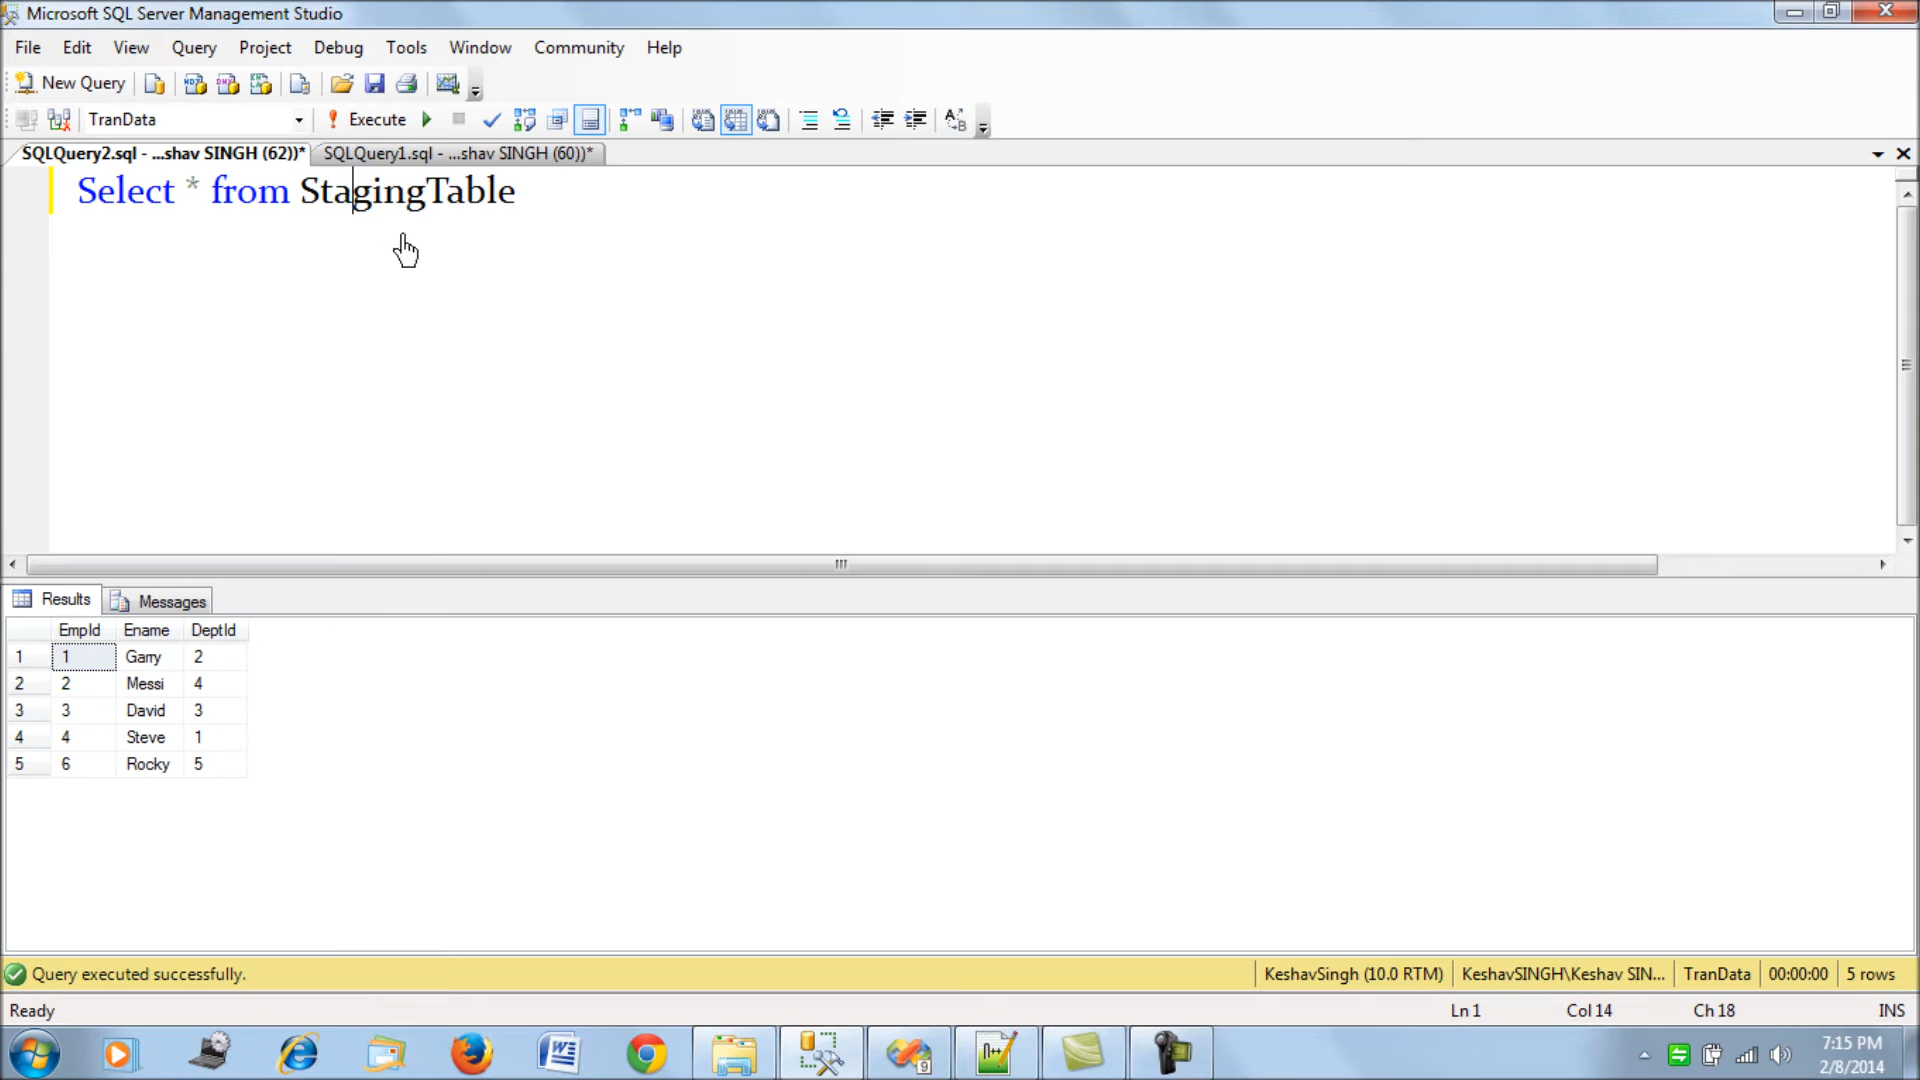 Microsoft SQL Server Management Studio
File Edit View Query Project Debug Tools Window Community Help
New Query
TranData Execute
SQLQuery2.sql - ...shav SINGH (62))* SQLQuery1.sql - ...shav SINGH (60))*
Select * from StagingTable
Results Messages
EmpId Ename DeptId
1 1 Garry 2
2 2 Messi 4
3 3 David 3
4 4 Steve 1
5 6 Rocky 5
Query executed successfully. KeshavSingh (10.0 RTM) KeshavSINGH\Keshav SIN... TranData 00:00:00 5 rows
Ready Ln 1 Col 14 Ch 18 INS
7:15 PM
2/8/2014